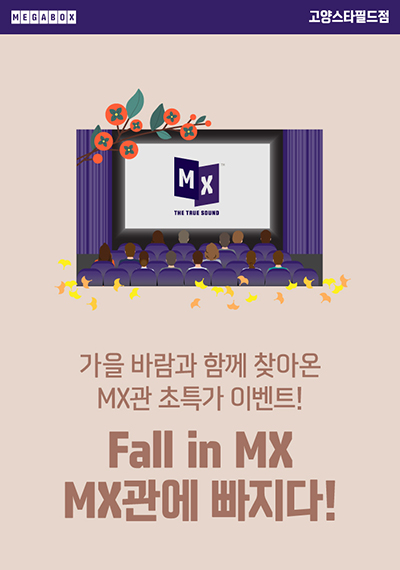 MEGABOX
고양스타필드점
MX
THE TRUE SOUND
가을 바람과 함께 찾아온
MX관 초특가 이벤트!
Fall in MX
MX관에 빠지다!